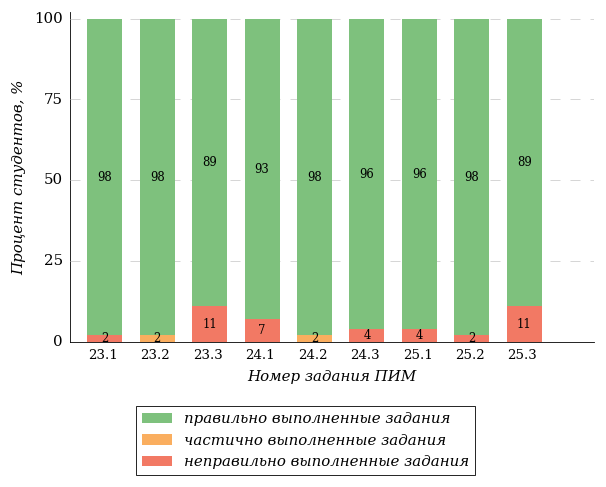 Процент студентов, %
100
75
50
25
0
98 98 89 93 98 96 96 98 89
2 2 11 7 2 4 4 2 11
23.1 23.2 23.3 24.1 24.2 24.3 25.1 25.2 25.3
Номер задания ПИМ
правильно выполненные задания
частично выполненные задания
неправильно выполненные задания